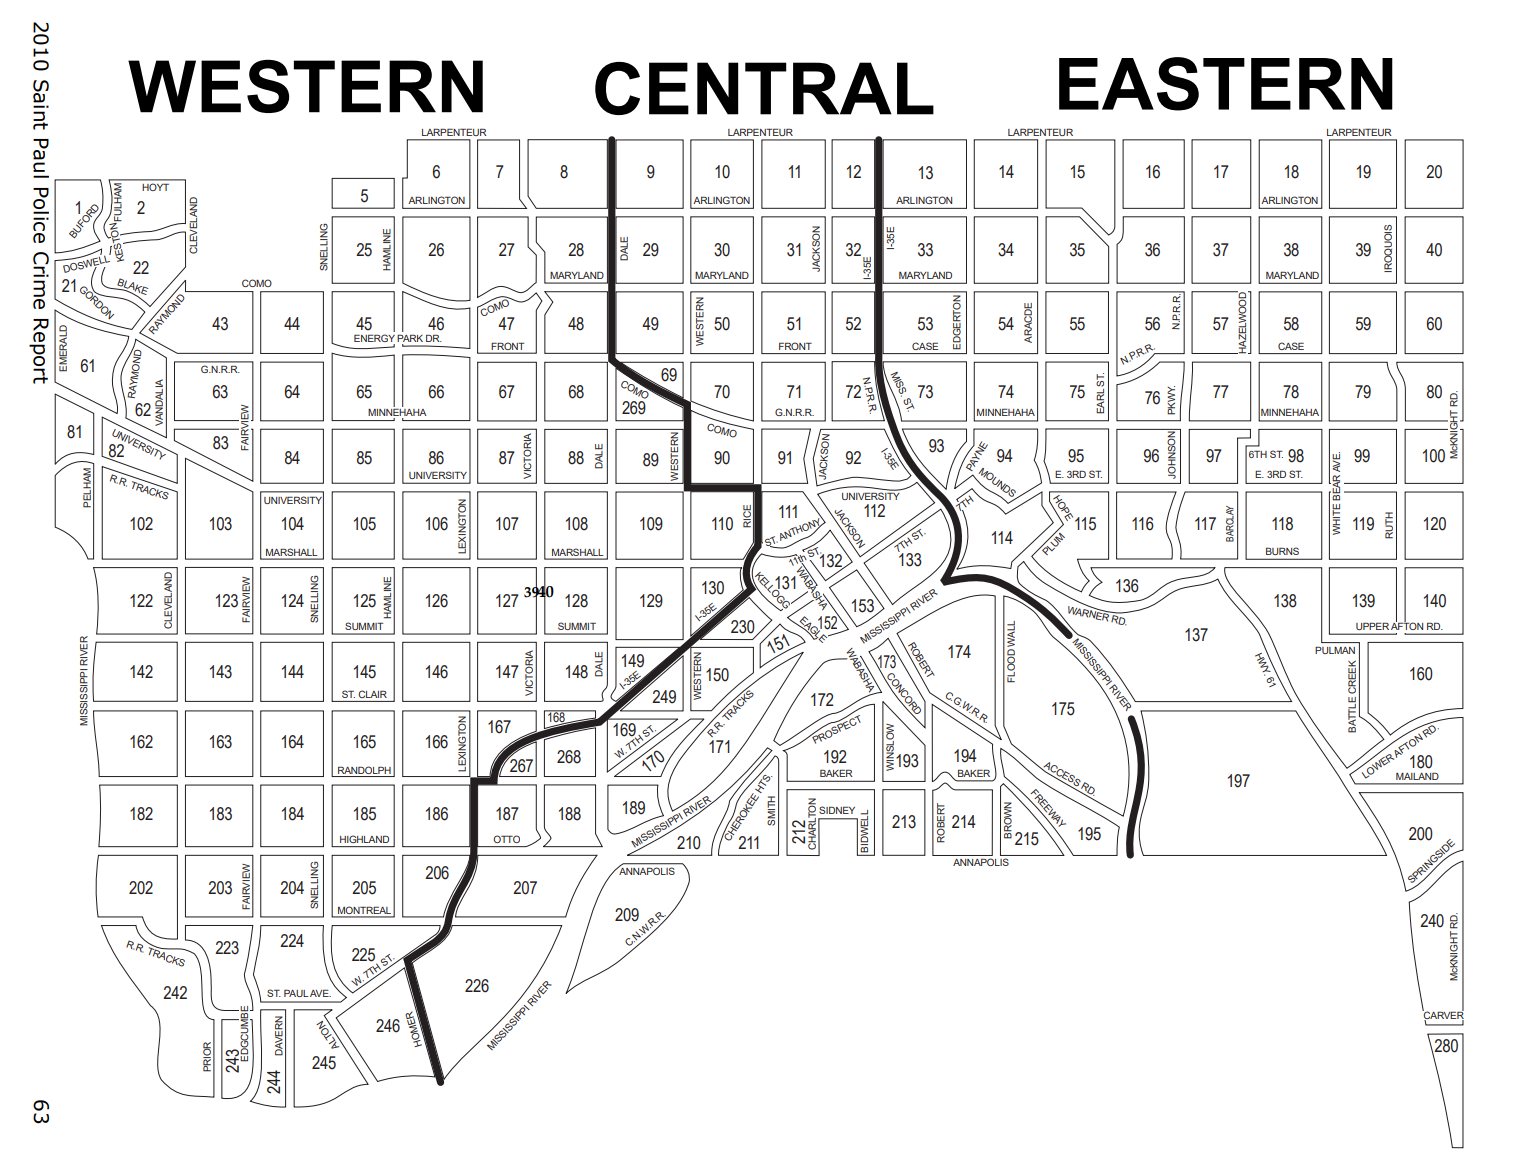 2010 Saint Paul Police Crime Report
WESTERN CENTRAL EASTERN
LARPENTEUR LARPENTEUR LARPENTEUR LARPENTEUR
6 7 8 9 10 11 12 13 14 15 16 17 18 19 20
ARLINGTON ARLINGTON ARLINGTON ARLINGTON
5
HOYT
1 2
BUFORD FULHAM KESTON CLEVELAND
SNELLING 25 HAMLINE 26 27 28 DALE 29 30 31 JACKSON 32 I-35E I-35E 33 34 35 36 37 38 39 IROQUOIS 40
MARYLAND MARYLAND MARYLAND MARYLAND
DOSWELL 22
21 GORDON BLAKE RAYMOND
COMO COMO
43 44 45 46 47 48 49 WESTERN 50 51 52 53 EDGERTON 54 ARACDE 55 56 N.P.R.R. 57 HAZELWOOD 58 59 60
ENERGY PARK DR. FRONT FRONT CASE N.P.R.R. CASE
EMERALD 61 RAYMOND 62 VANDALIA
G.N.R.R.
63 64 65 66 67 68 69 70 71 72 N.P.R.R. MISS. ST. 73 74 75 EARL ST. 76 PKWY. 77 78 79 80 McKNIGHT RD.
COMO 269
MINNEHAHA G.N.R.R. MINNEHAHA MINNEHAHA
81 82 UNIVERSITY 83 FAIRVIEW 84 85 86 87 VICTORIA 88 DALE 89 WESTERN COMO 90 91 JACKSON 92 I-35E 93 PAYNE 94 MOUNDS 95 96 JOHNSON 97 98 99 100
UNIVERSITY E. 3RD ST. 6TH ST. E. 3RD ST.
PELHAM R.R. TRACKS
UNIVERSITY UNIVERSITY
102 103 104 105 106 LEXINGTON 107 108 109 110 RICE 111 ST. ANTHONY JACKSON 112 7TH 114 HOPE PLUM 115 116 117 BARCLAY 118 WHITE BEAR AVE. 119 RUTH 120
MARSHALL MARSHALL BURNS
11th ST. 132 7TH ST. 133
122 CLEVELAND 123 FAIRVIEW 124 SNELLING 125 HAMLINE 126 127 3940 128 129 130 I-35E KELLOGG 131 WABASHA 153 MISSISSIPPI RIVER 136 138 139 140
SUMMIT SUMMIT WARNER RD. UPPER AFTON RD.
230 EAGLE 152 151 137
MISSISSIPPI RIVER
142 143 144 145 146 147 VICTORIA 148 DALE 149 I-35E 249 WESTERN 150 WABASHA 173 CONCORD ROBERT 174 FLOOD WALL MISSISSIPPI RIVER HWY. 61 PULMAN BATTLE CREEK 160
ST. CLAIR
172 C.G.W.R.R. 175
162 163 164 165 166 LEXINGTON 167 168 267 268 169 W. 7TH ST. 170 R.R. TRACKS 171 PROSPECT 192 WINSLOW 193 194 ACCESS RD. 197 LOWER AFTON RD. 180
RANDOLPH BAKER BAKER MAILAND
182 183 184 185 186 187 188 189 MISSISSIPPI RIVER 210 CHEROKEE HTS. 211 SMITH 212 CHARLTON SIDNEY BIDWELL 213 ROBERT 214 BROWN 215 FREEWAY 195 200 SPRINGSIDE
HIGHLAND OTTO
ANNAPOLIS ANNAPOLIS
202 203 FAIRVIEW 204 SNELLING 205 206 207 209 C.N.W.R.R.
MONTREAL
R.R. TRACKS 223 224 225 W. 7TH ST. 226 240 McKNIGHT RD.
242 ST. PAUL AVE. MISSISSIPPI RIVER
PRIOR 243 EDGCUMBE 244 DAVERN 245 ALTON 246 HOMER
CARVER
280
63